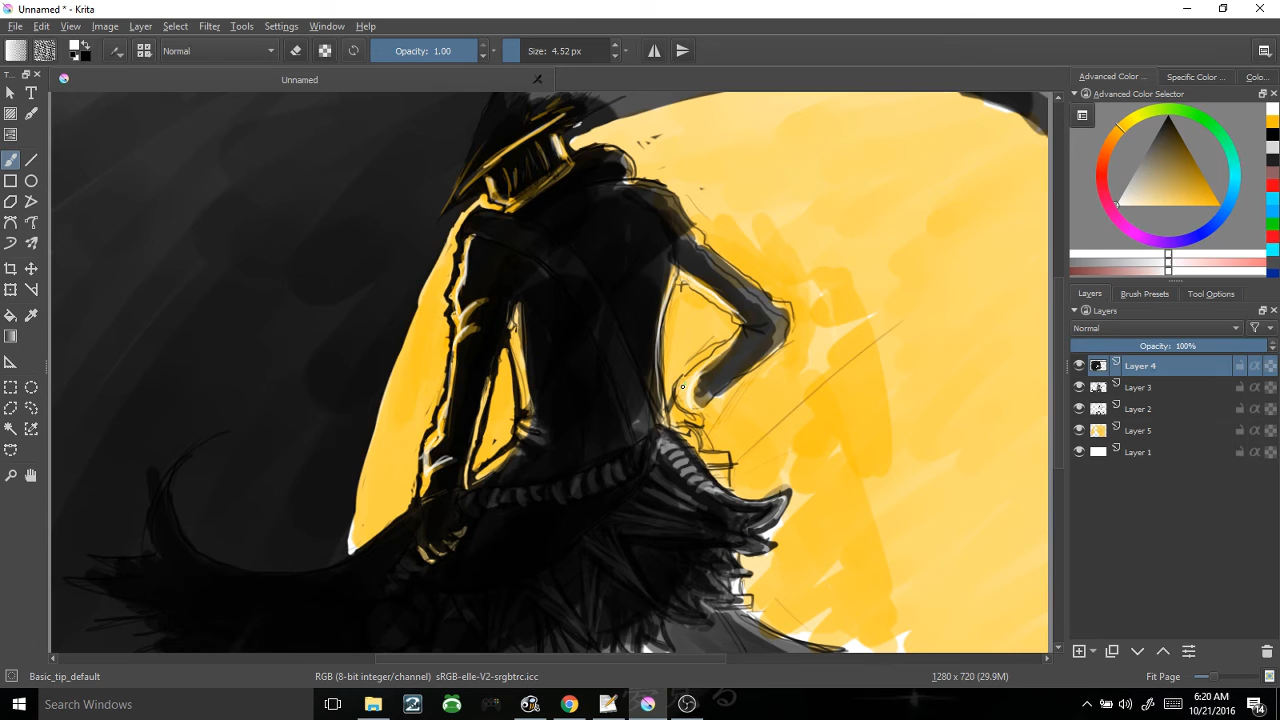 Unnamed * - Krita
File Edit View Image Layer Select Filter Tools Settings Window Help
Normal Opacity: 1.00 Size: 4.52 px
T... Unnamed Advanced Color ... Specific Color ... Colo...
Advanced Color Selector
Layers Brush Presets Tool Options
Layers
Normal
Opacity: 100%
Layer 4
Layer 3
Layer 2
Layer 5
Layer 1
Basic_tip_default RGB (8-bit integer/channel) sRGB-elle-V2-srgbtrc.icc 1280 x 720 (29.9M) Fit Page
Search Windows
6:20 AM
10/21/2016
14